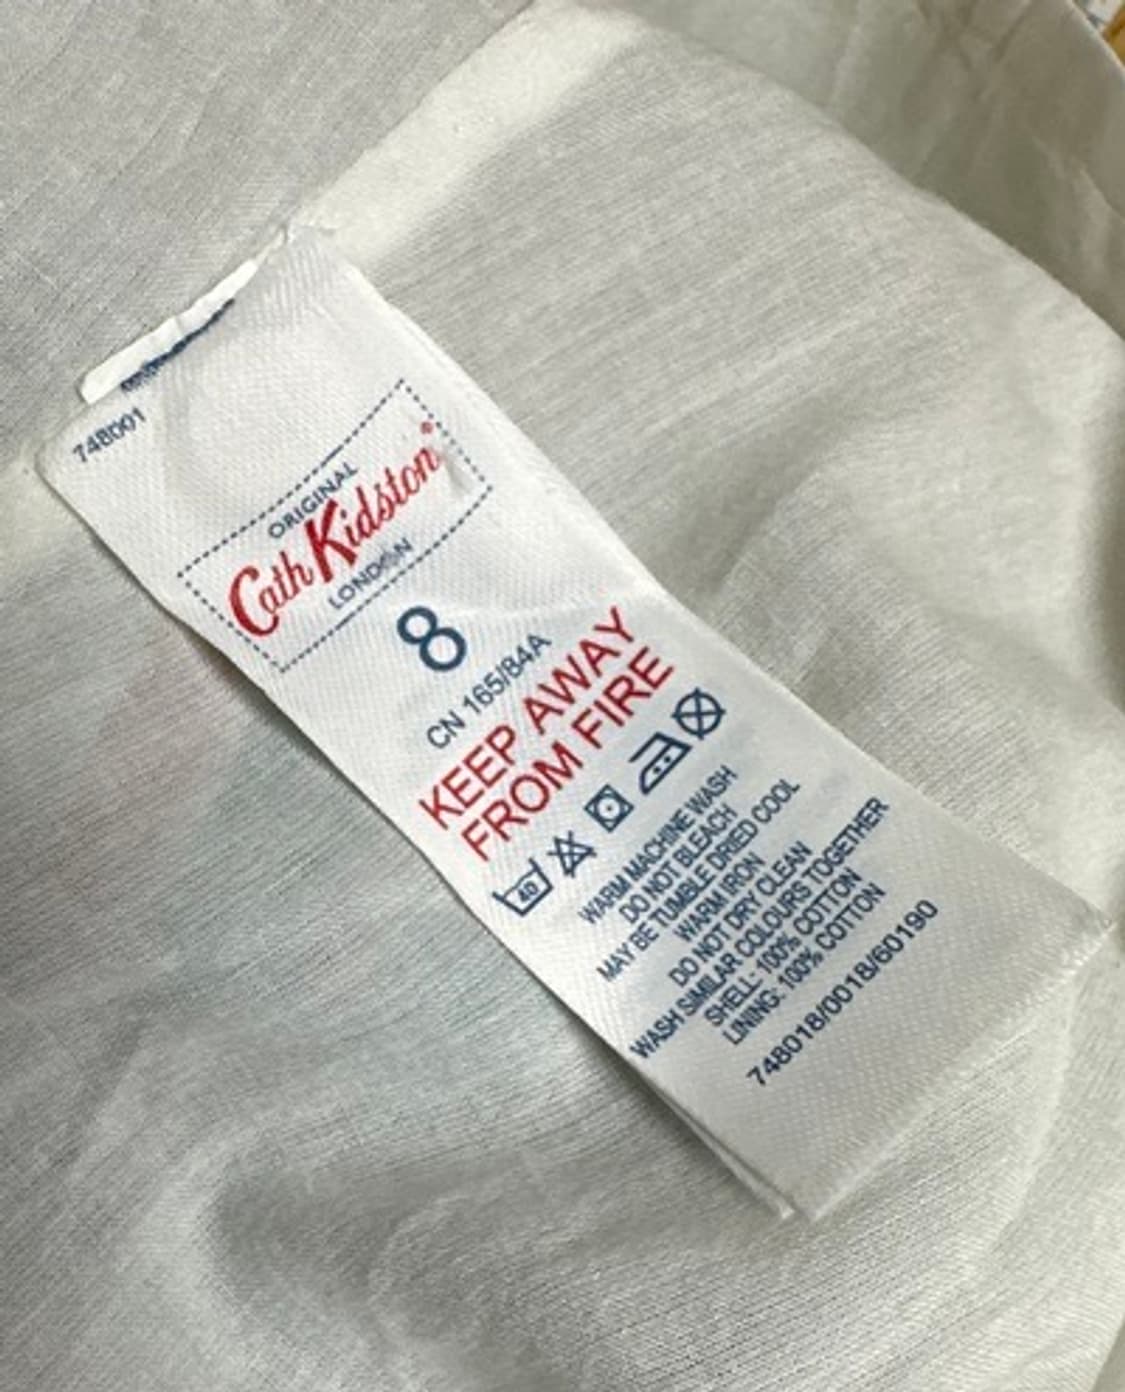 748001
ORIGINAL
Cath Kidston®
LONDON
8
CN 165/84A
KEEP AWAY
FROM FIRE
40
WARM MACHINE WASH
DO NOT BLEACH
MAY BE TUMBLE DRIED COOL
WARM IRON
DO NOT DRY CLEAN
WASH SIMILAR COLOURS TOGETHER
SHELL: 100% COTTON
LINING: 100% COTTON
748018/0018/60190